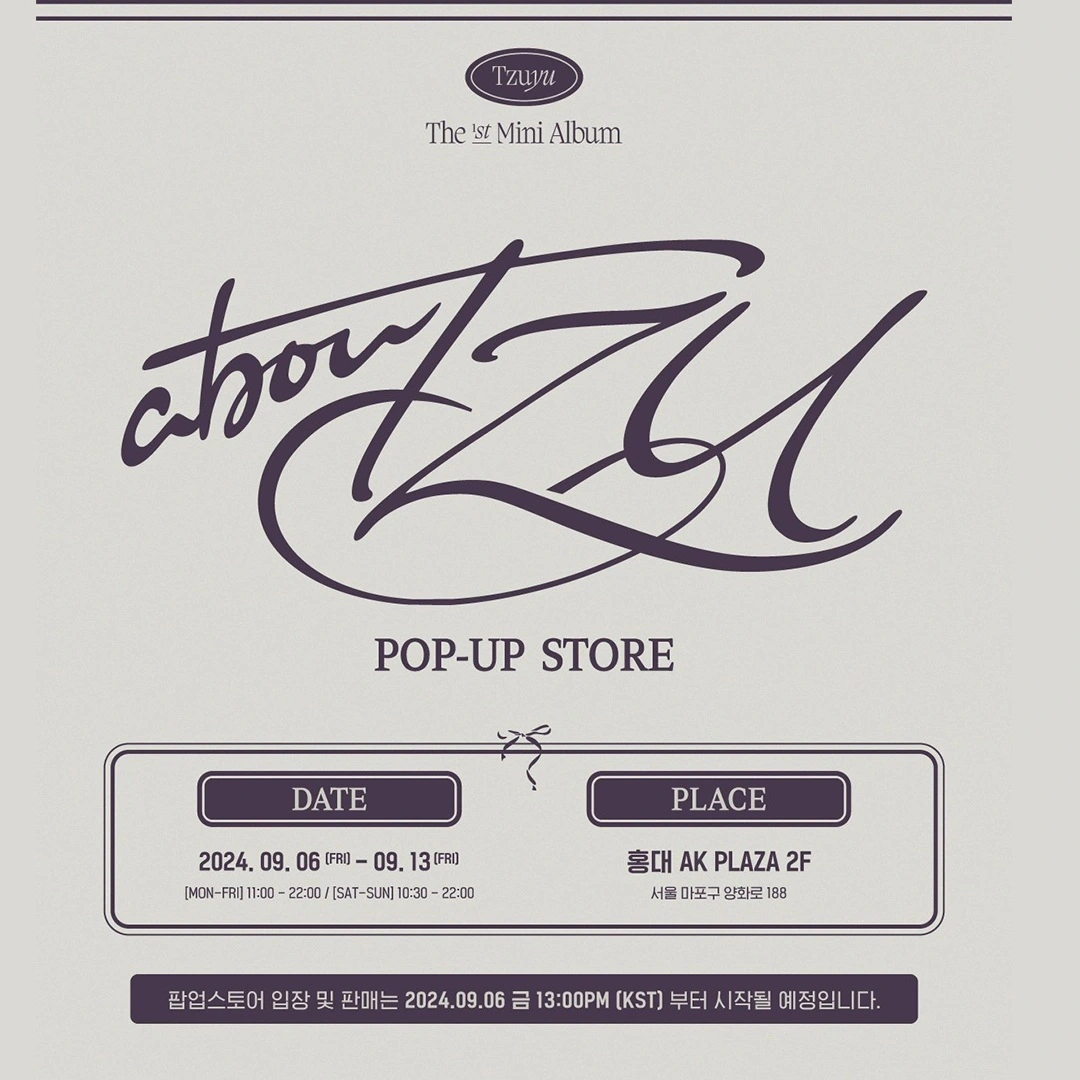 Tzuyu
The 1st Mini Album
abouTZU
POP-UP STORE
DATE
2024. 09. 06 (FRI) – 09. 13 (FRI)
[MON-FRI] 11:00 - 22:00 / [SAT-SUN] 10:30 - 22:00
PLACE
홍대 AK PLAZA 2F
서울 마포구 양화로 188
팝업스토어 입장 및 판매는 2024.09.06 금 13:00PM (KST) 부터 시작될 예정입니다.